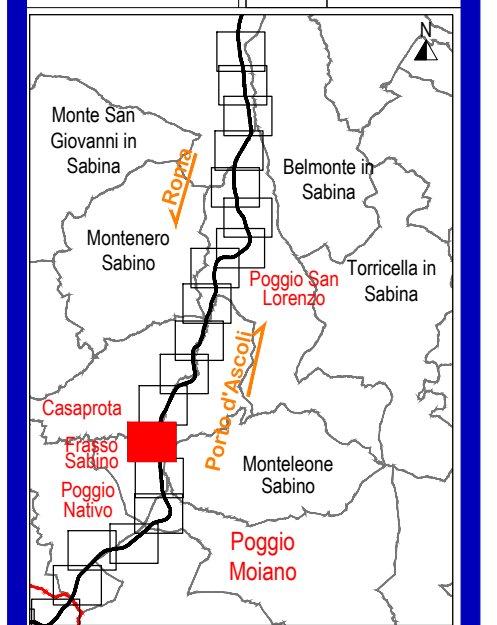 N
Monte San
Giovanni in
Sabina
Roma
Belmonte in
Sabina
Montenero
Sabino
Poggio San
Lorenzo
Torricella in
Sabina
Porto d'Ascoli
Casaprota
Frasso
Sabino
Monteleone
Sabino
Poggio
Nativo
Poggio
Moiano